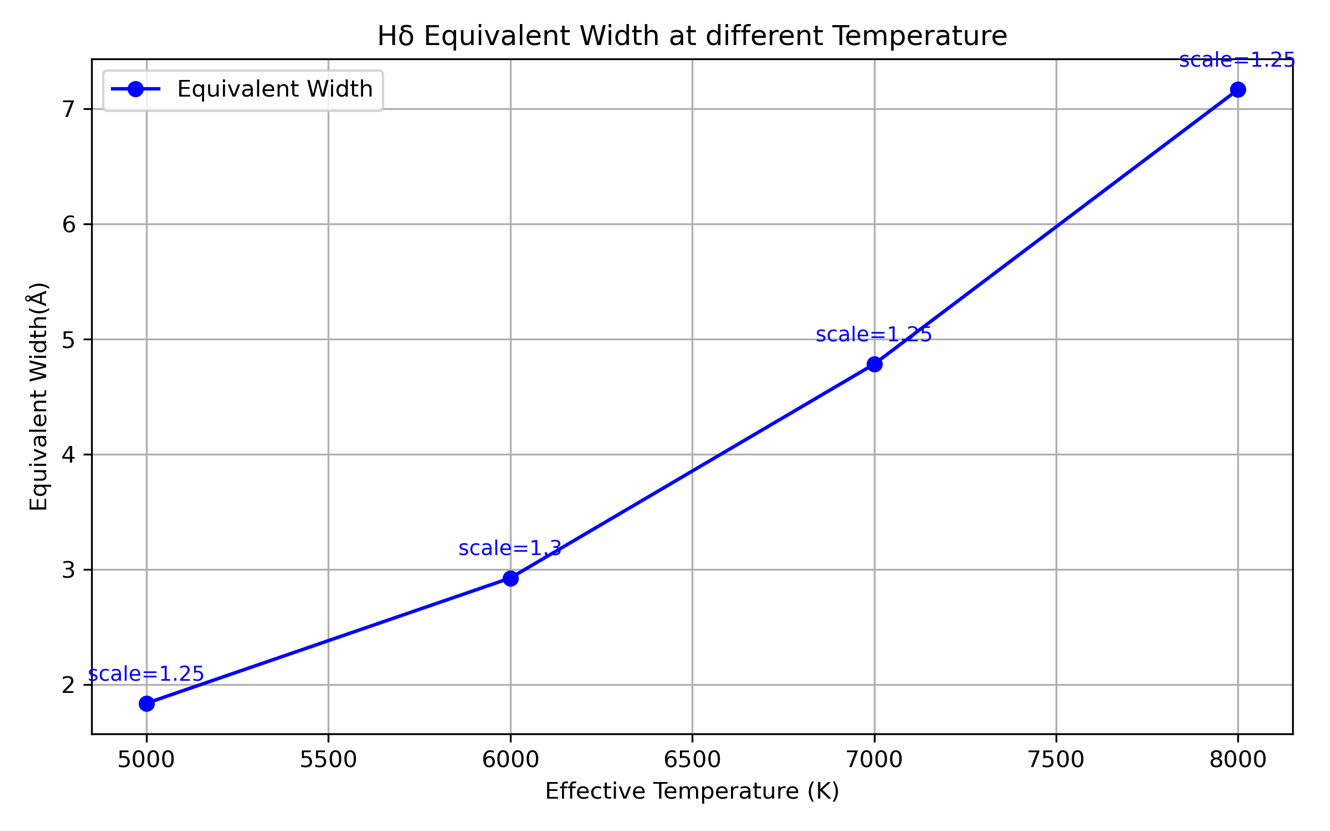 Hδ Equivalent Width at different Temperature
scale=1.25
Equivalent Width
7
6
scale=1.25
5
Equivalent Width(Å)
4
scale=1.3
3
scale=1.25
2
5000 5500 6000 6500 7000 7500 8000
Effective Temperature (K)